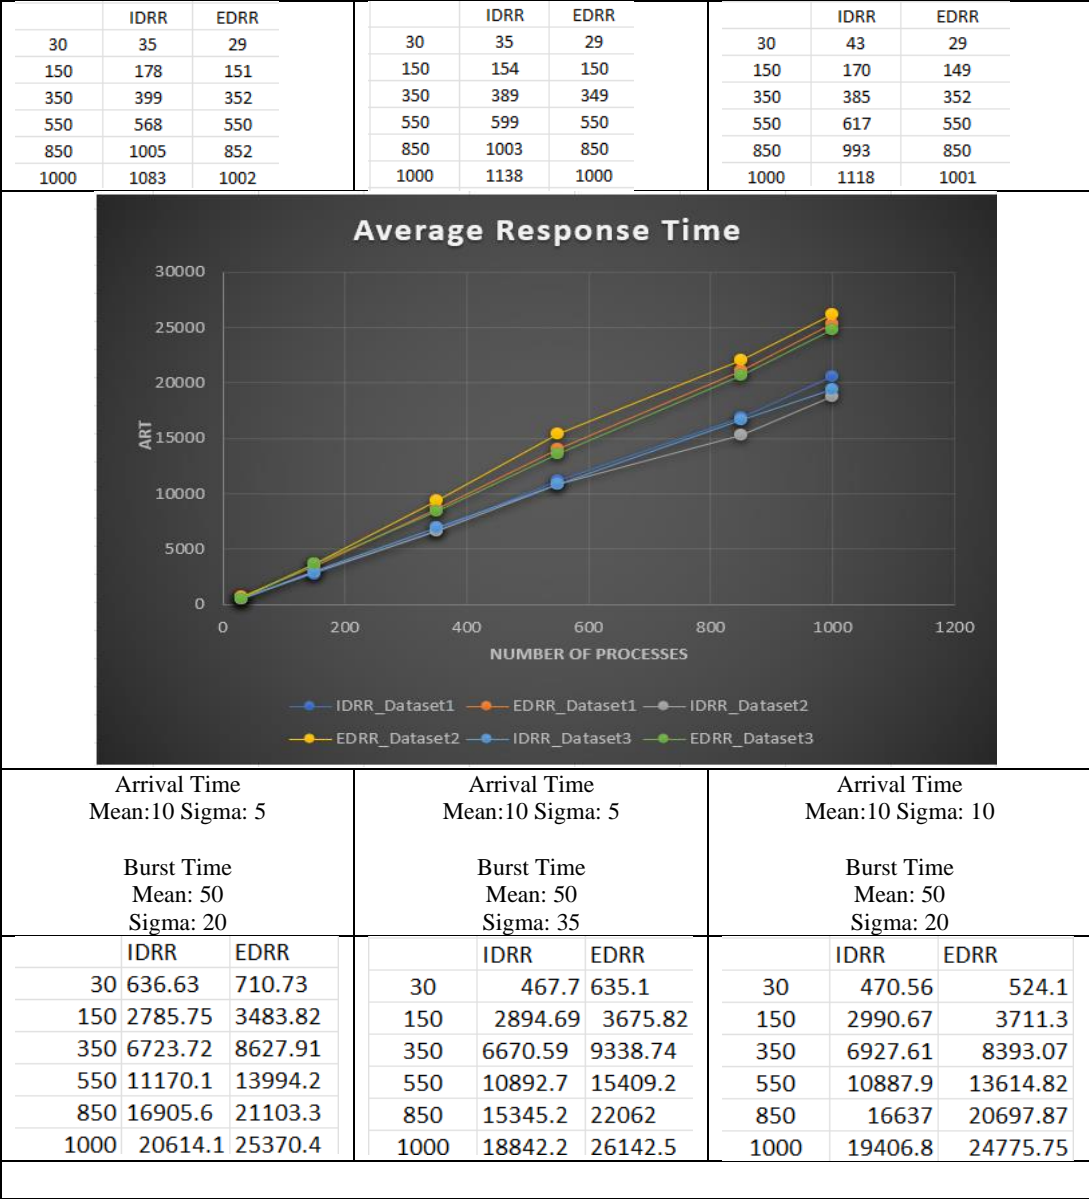 IDRR EDRR
30 35 29
150 178 151
350 399 352
550 568 550
850 1005 852
1000 1083 1002
IDRR EDRR
30 35 29
150 154 150
350 389 349
550 599 550
850 1003 850
1000 1138 1000
IDRR EDRR
30 43 29
150 170 149
350 385 352
550 617 550
850 993 850
1000 1118 1001
Average Response Time
30000
25000
20000
15000
10000
5000
0
ART
0 200 400 600 800 1000 1200
NUMBER OF PROCESSES
IDRR_Dataset1 EDRR_Dataset1 IDRR_Dataset2
EDRR_Dataset2 IDRR_Dataset3 EDRR_Dataset3
Arrival Time
Mean:10 Sigma: 5
Burst Time
Mean: 50
Sigma: 20
Arrival Time
Mean:10 Sigma: 5
Burst Time
Mean: 50
Sigma: 35
Arrival Time
Mean:10 Sigma: 10
Burst Time
Mean: 50
Sigma: 20
IDRR EDRR
30 636.63 710.73
150 2785.75 3483.82
350 6723.72 8627.91
550 11170.1 13994.2
850 16905.6 21103.3
1000 20614.1 25370.4
IDRR EDRR
30 467.7 635.1
150 2894.69 3675.82
350 6670.59 9338.74
550 10892.7 15409.2
850 15345.2 22062
1000 18842.2 26142.5
IDRR EDRR
30 470.56 524.1
150 2990.67 3711.3
350 6927.61 8393.07
550 10887.9 13614.82
850 16637 20697.87
1000 19406.8 24775.75